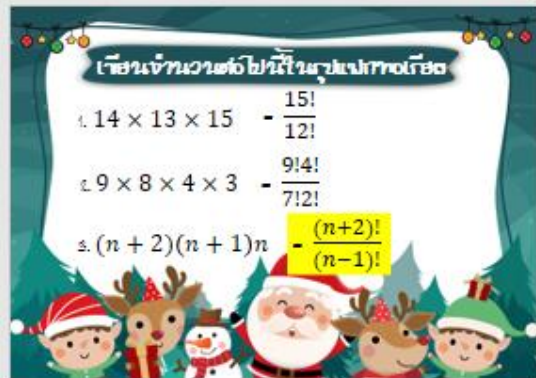 เขียนจำนวนต่อไปนี้ในรูปแฟกทอเรียล
1. 14 × 13 × 15 - 15!/12!
2. 9 × 8 × 4 × 3 - 9!4!/7!2!
3. (n + 2)(n + 1)n - (n+2)!/(n−1)!